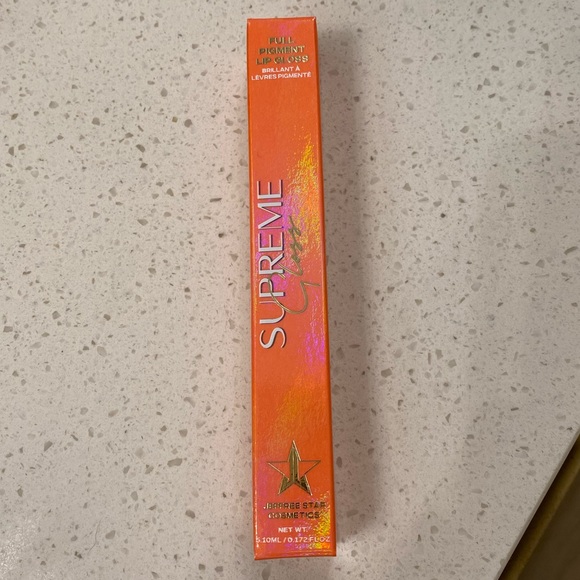 FULL
PIGMENT
LIP GLOSS
BRILLANT À
LÈVRES PIGMENTÉ
SUPREME
Gloss
JEFFREE STAR
COSMETICS
NET WT.
5.10ML / 0.172 FL OZ